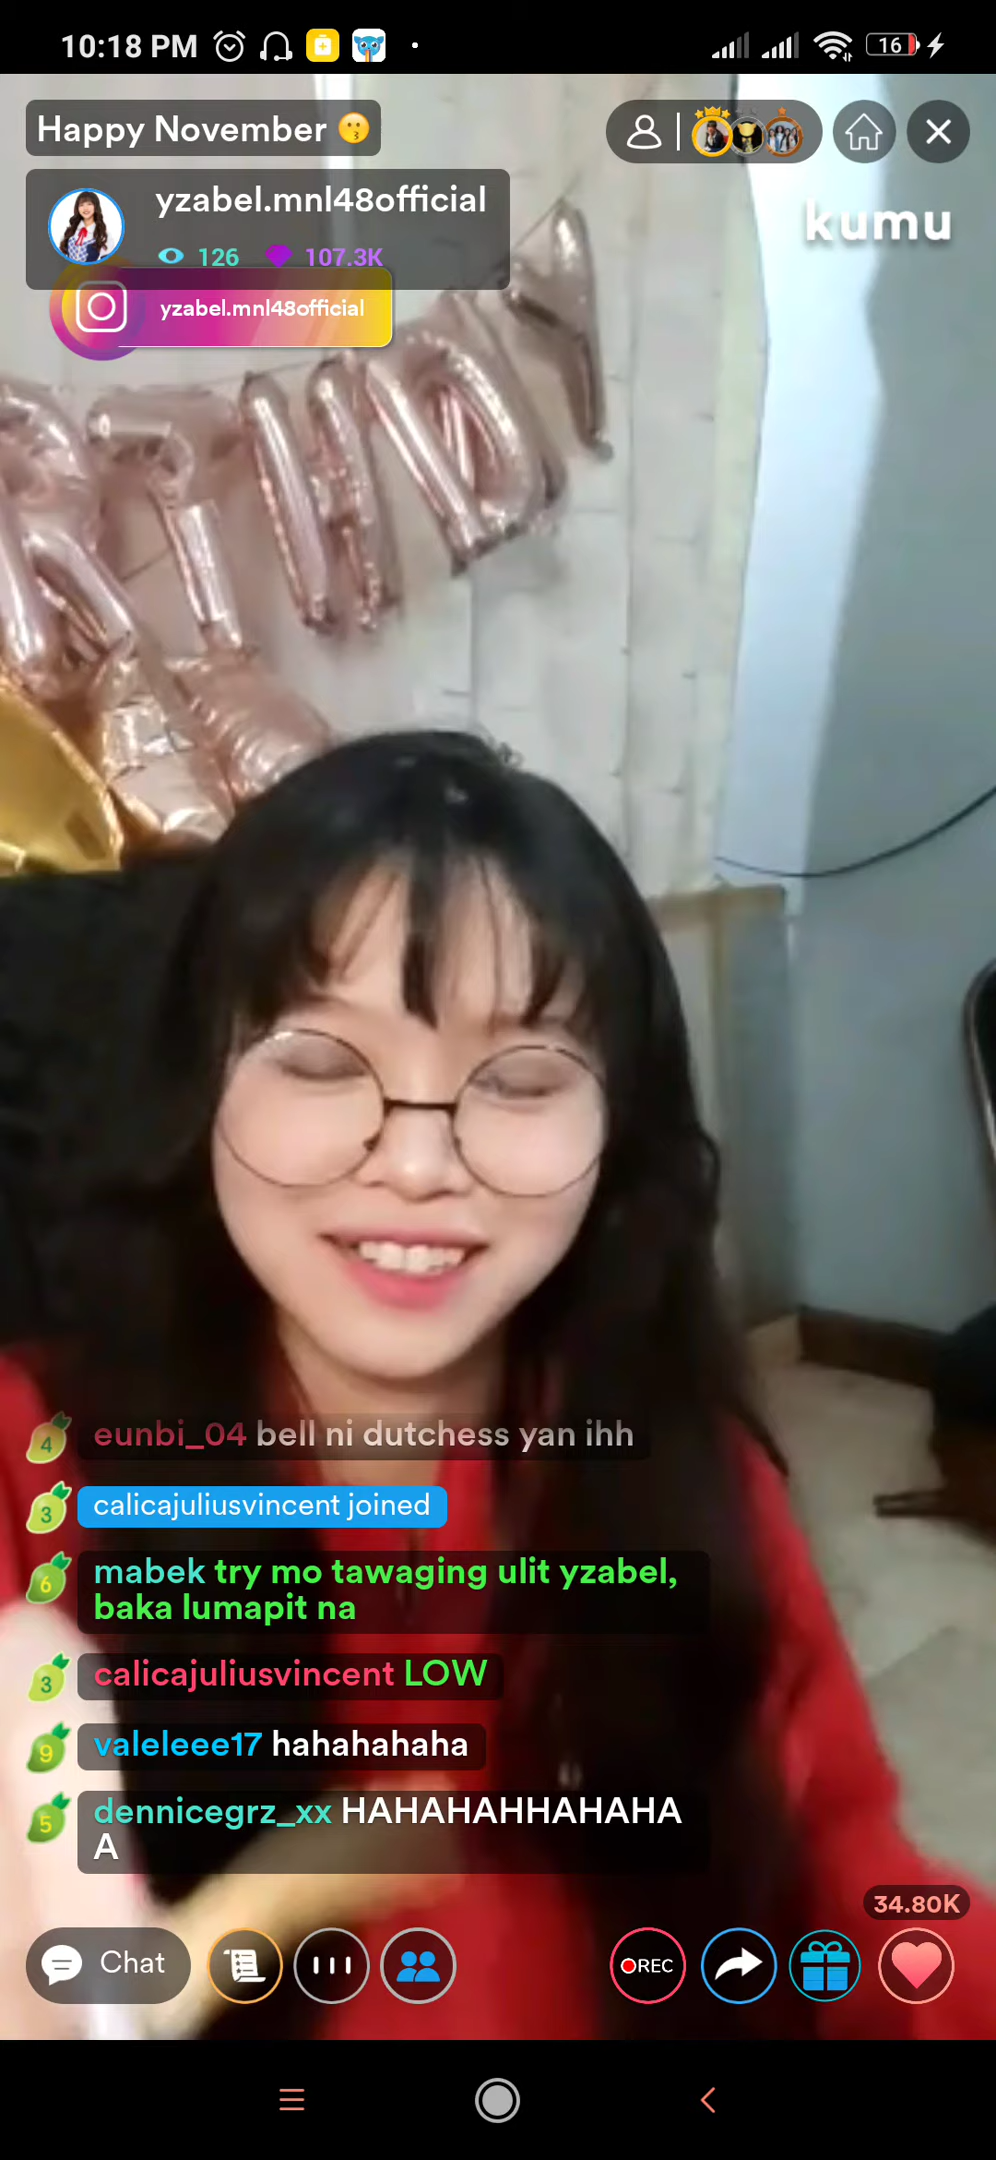 10:18 PM
16
Happy November
yzabel.mnl48official
126 107.3K
kumu
yzabel.mnl48official
RTHDY
eunbi_04 bell ni dutchess yan ihh
4
calicajuliusvincent joined
3
mabek try mo tawaging ulit yzabel,
baka lumapit na
6
calicajuliusvincent LOW
3
valeleee17 hahahahaha
9
dennicegrz_xx HAHAHAHHAHAHA
A
5
34.80K
Chat
REC